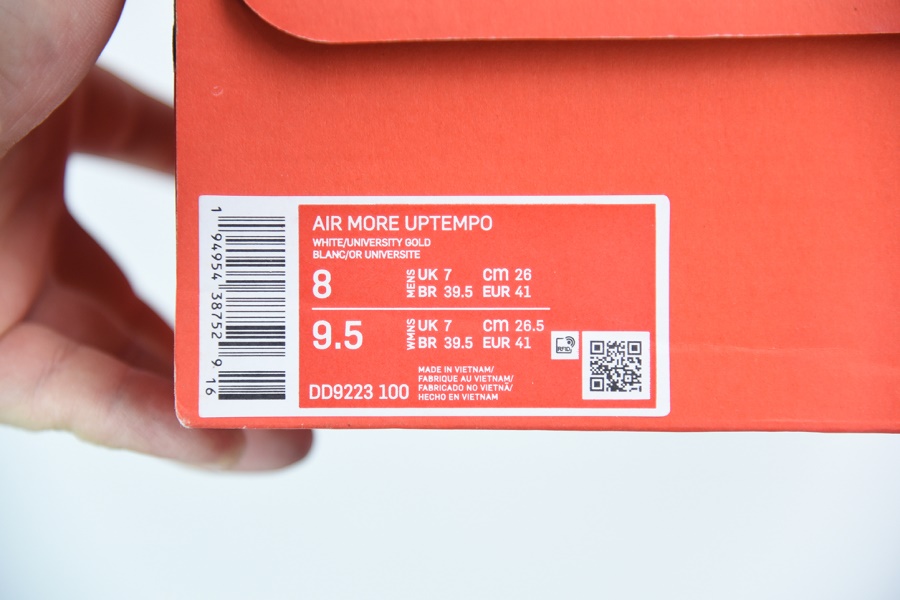 AIR MORE UPTEMPO
WHITE/UNIVERSITY GOLD
BLANC/OR UNIVERSITE
8 MENS UK 7 cm 26
BR 39.5 EUR 41
9.5 WMNS UK 7 cm 26.5
BR 39.5 EUR 41
RFID
MADE IN VIETNAM/
FABRIQUE AU VIETNAM/
FABRICADO NO VIETNÃ/
HECHO EN VIETNAM
DD9223 100
1 94954 38752 9 16